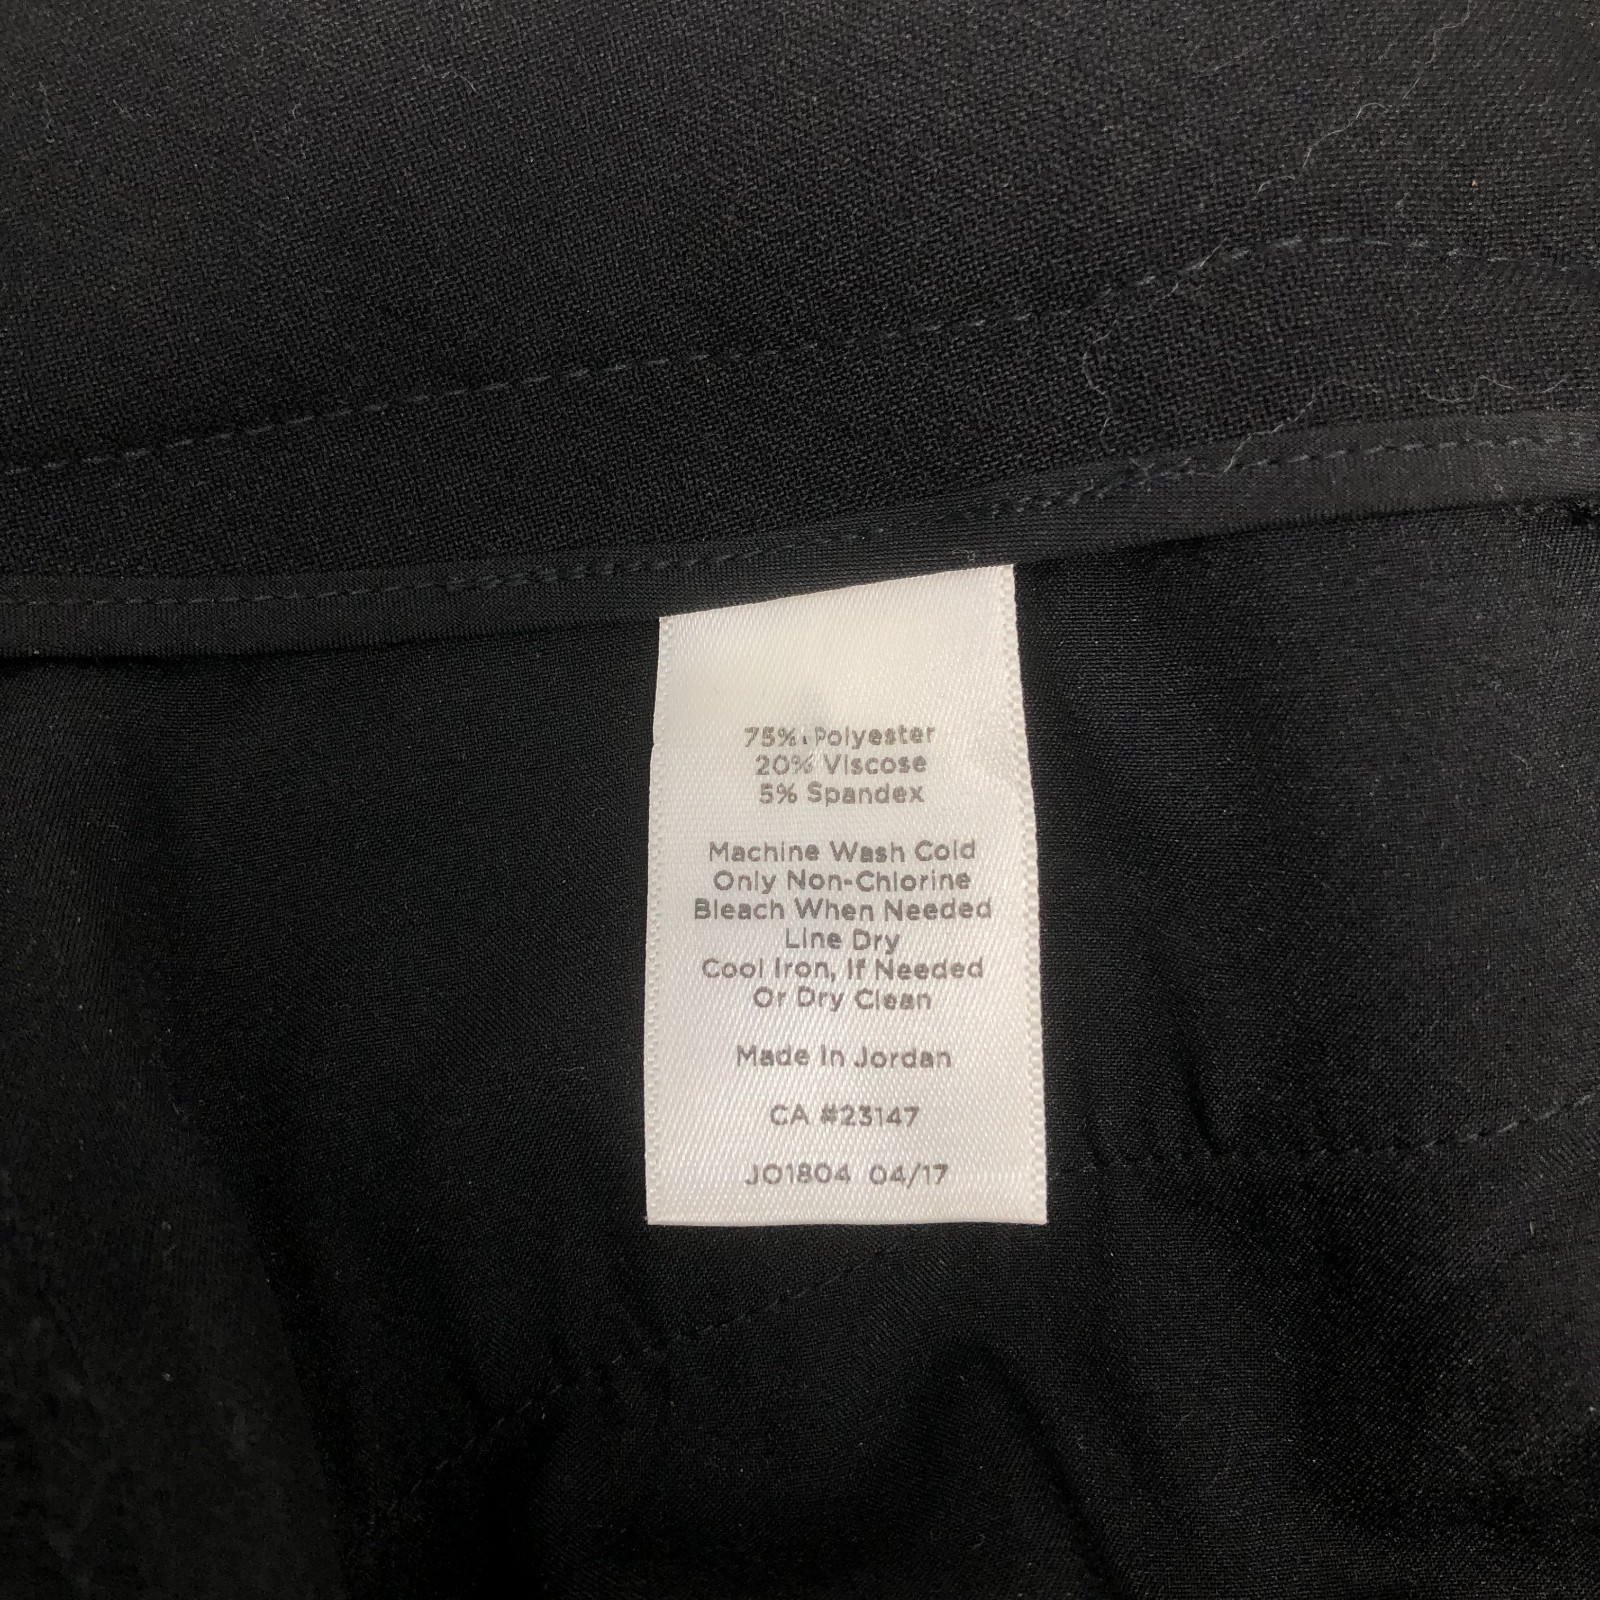 75% Polyester
20% Viscose
5% Spandex
Machine Wash Cold
Only Non-Chlorine
Bleach When Needed
Line Dry
Cool Iron, If Needed
Or Dry Clean
Made In Jordan
CA #23147
JO1804 04/17